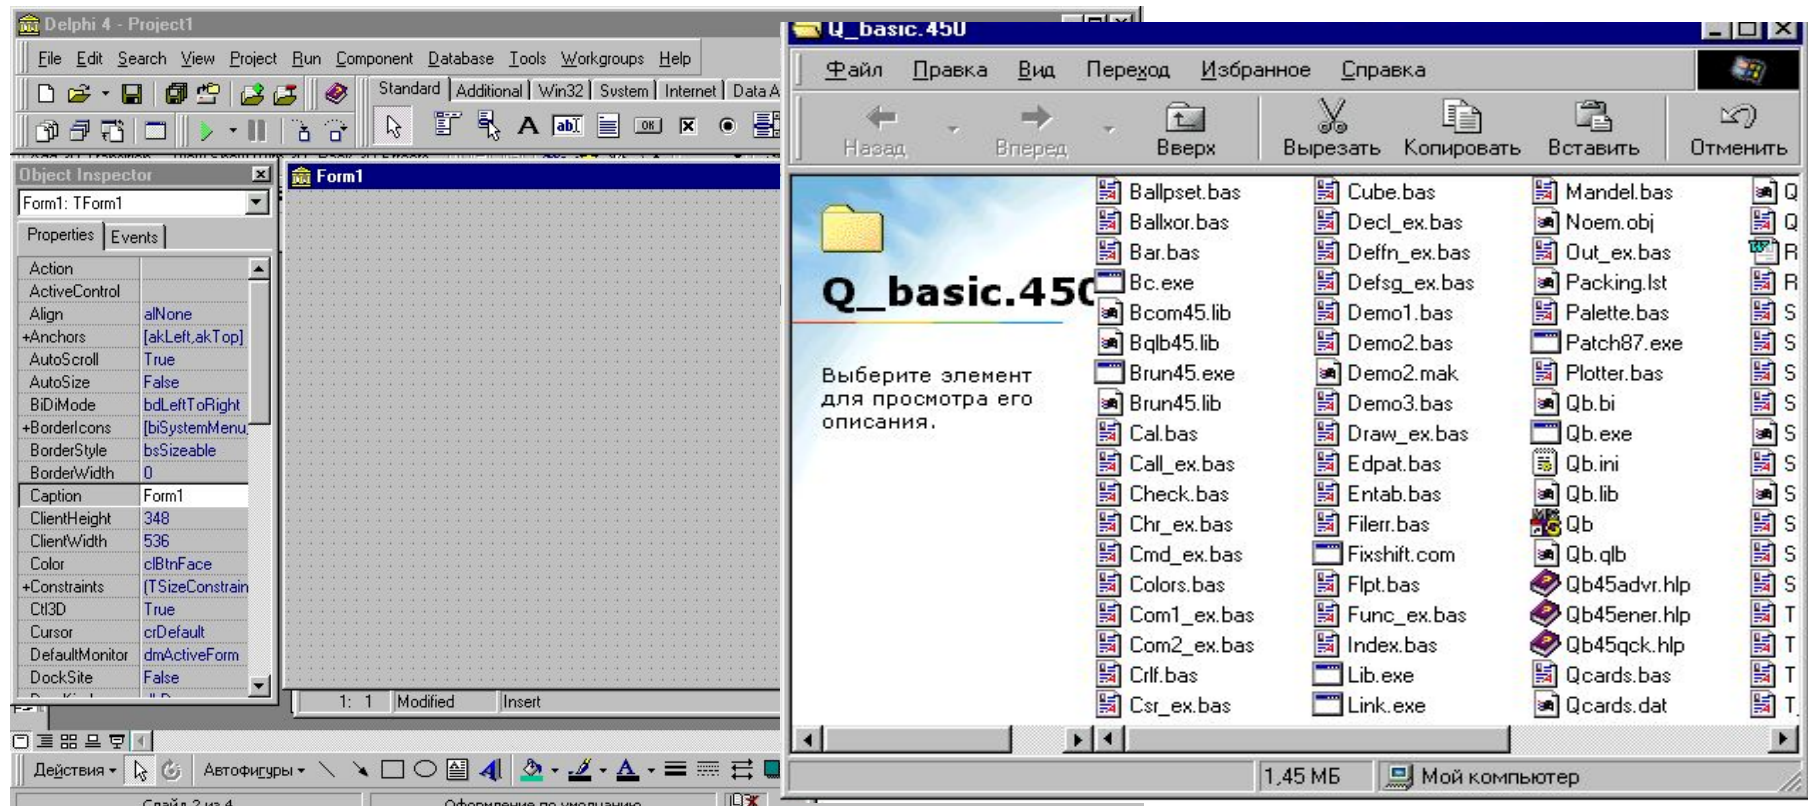 Delphi 4 - Project1
File Edit Search View Project Run Component Database Tools Workgroups Help
Standard Additional Win32 System Internet Data A
Object Inspector
Form1: TForm1
Properties Events
Action
ActiveControl
Align alNone
+Anchors [akLeft,akTop]
AutoScroll True
AutoSize False
BiDiMode bdLeftToRight
+BorderIcons [biSystemMenu,
BorderStyle bsSizeable
BorderWidth 0
Caption Form1
ClientHeight 348
ClientWidth 536
Color clBtnFace
+Constraints (TSizeConstrain
Ctl3D True
Cursor crDefault
DefaultMonitor dmActiveForm
DockSite False
Form1
1: 1 Modified Insert
Действия Автофигуры
Слайд 2 из 4 Оформление по умолчанию
Q_basic.450
Файл Правка Вид Переход Избранное Справка
Назад Вперед Вверх Вырезать Копировать Вставить Отменить
Q_basic.450
Выберите элемент
для просмотра его
описания.
Ballpset.bas
Ballxor.bas
Bar.bas
Bc.exe
Bcom45.lib
Bqlb45.lib
Brun45.exe
Brun45.lib
Cal.bas
Call_ex.bas
Check.bas
Chr_ex.bas
Cmd_ex.bas
Colors.bas
Com1_ex.bas
Com2_ex.bas
Crlf.bas
Csr_ex.bas
Cube.bas
Decl_ex.bas
Deffn_ex.bas
Defsg_ex.bas
Demo1.bas
Demo2.bas
Demo2.mak
Demo3.bas
Draw_ex.bas
Edpat.bas
Entab.bas
Filerr.bas
Fixshift.com
Flpt.bas
Func_ex.bas
Index.bas
Lib.exe
Link.exe
Mandel.bas
Noem.obj
Out_ex.bas
Packing.lst
Palette.bas
Patch87.exe
Plotter.bas
Qb.bi
Qb.exe
Qb.ini
Qb.lib
Qb
Qb.qlb
Qb45advr.hlp
Qb45ener.hlp
Qb45qck.hlp
Qcards.bas
Qcards.dat
Q
Q
R
R
S
S
S
S
S
S
S
S
S
S
T
T
T
T
1,45 МБ Мой компьютер